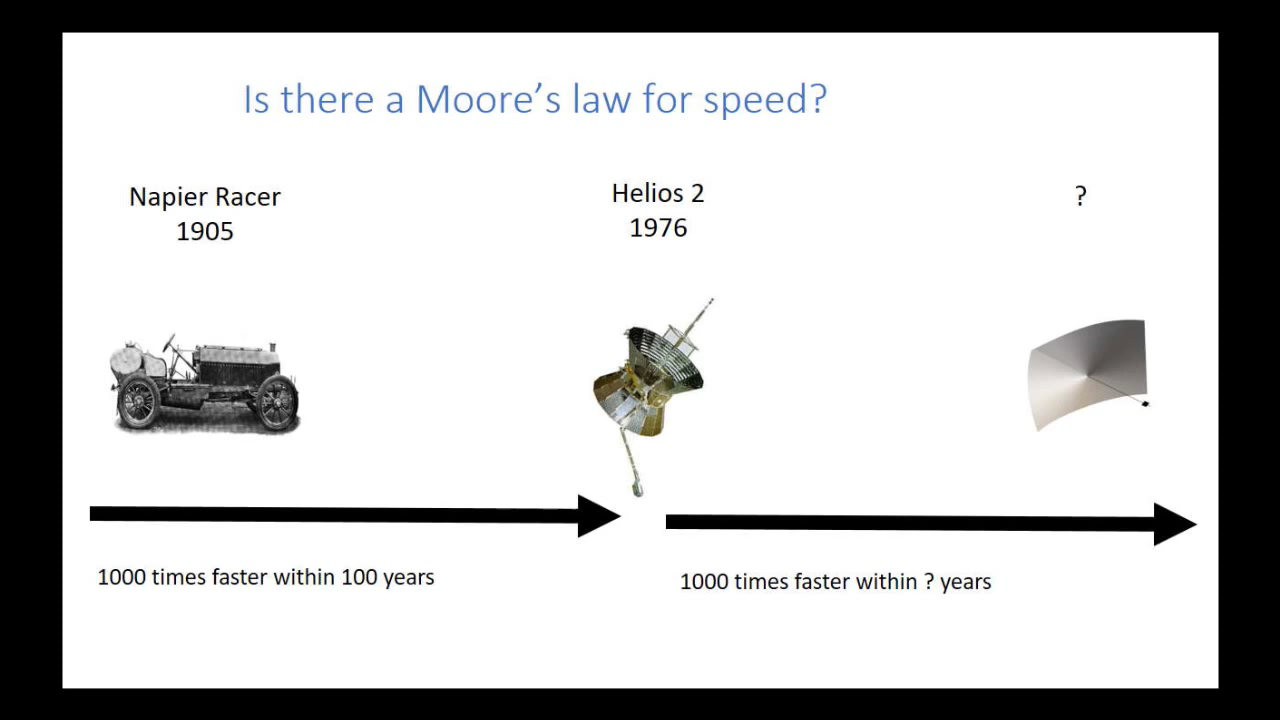 Is there a Moore's law for speed?
Napier Racer
1905
Helios 2
1976
?
1000 times faster within 100 years
1000 times faster within ? years